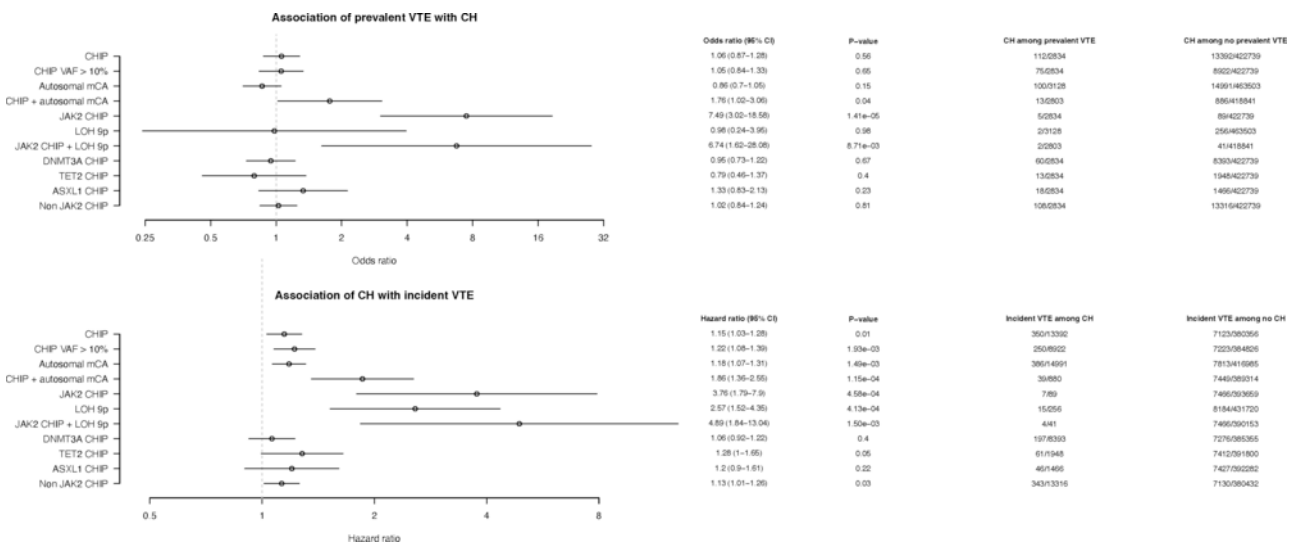 Association of prevalent VTE with CH
Odds ratio (95% CI) P-value CH among prevalent VTE CH among no prevalent VTE
CHIP 1.06 (0.87–1.28) 0.56 112/2834 13392/422739
CHIP VAF > 10% 1.05 (0.84–1.33) 0.65 75/2834 8922/422739
Autosomal mCA 0.86 (0.7–1.05) 0.15 100/3128 14991/463503
CHIP + autosomal mCA 1.76 (1.02–3.06) 0.04 13/2803 886/418841
JAK2 CHIP 7.49 (3.02–18.58) 1.41e−05 5/2834 89/422739
LOH 9p 0.98 (0.24–3.95) 0.98 2/3128 256/463503
JAK2 CHIP + LOH 9p 6.74 (1.62–28.08) 8.71e−03 2/2803 41/418841
DNMT3A CHIP 0.95 (0.73–1.22) 0.67 60/2834 8393/422739
TET2 CHIP 0.79 (0.46–1.37) 0.4 13/2834 1948/422739
ASXL1 CHIP 1.33 (0.83–2.13) 0.23 18/2834 1466/422739
Non JAK2 CHIP 1.02 (0.84–1.24) 0.81 108/2834 13316/422739
0.25 0.5 1 2 4 8 16 32
Odds ratio
Association of CH with incident VTE
Hazard ratio (95% CI) P-value Incident VTE among CH Incident VTE among no CH
CHIP 1.15 (1.03–1.28) 0.01 350/13392 7123/380356
CHIP VAF > 10% 1.22 (1.08–1.39) 1.93e−03 250/8922 7223/384826
Autosomal mCA 1.18 (1.07–1.31) 1.49e−03 386/14991 7813/416985
CHIP + autosomal mCA 1.86 (1.36–2.55) 1.15e−04 39/880 7449/389314
JAK2 CHIP 3.76 (1.79–7.9) 4.58e−04 7/89 7466/393659
LOH 9p 2.57 (1.52–4.35) 4.13e−04 15/256 8184/431720
JAK2 CHIP + LOH 9p 4.89 (1.84–13.04) 1.50e−03 4/41 7466/390153
DNMT3A CHIP 1.06 (0.92–1.22) 0.4 197/8393 7276/385355
TET2 CHIP 1.28 (1–1.65) 0.05 61/1948 7412/391800
ASXL1 CHIP 1.2 (0.9–1.61) 0.22 46/1466 7427/392282
Non JAK2 CHIP 1.13 (1.01–1.26) 0.03 343/13316 7130/380432
0.5 1 2 4 8
Hazard ratio